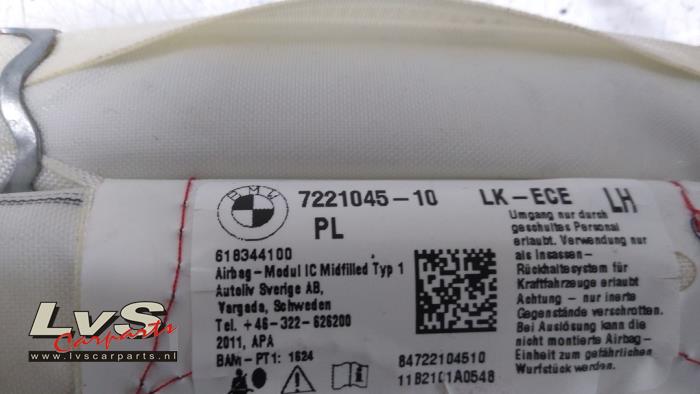 BMW
7221045-10
LK-ECE
LH
PL
618344100
Airbag-Modul IC Midfilled Typ 1
Autoliv Sverige AB,
Vargada, Schweden
Tel. +46-322-626200
2011, APA
BAM-PT1: 1624
84722104510
1182101A0548
Umgang nur durch
geschultes Personal
erlaubt. Verwendung nur
als Insassen-
Rückhaltesystem für
Kraftfahrzeuge erlaubt
Achtung - nur inerte
Gegenstände verschrotten.
Bei Auslösung kann die
nicht montierte Airbag-
Einheit zum gefährlichen
Wurfstück werden.
LvS
Carparts
www.lvscarparts.nl